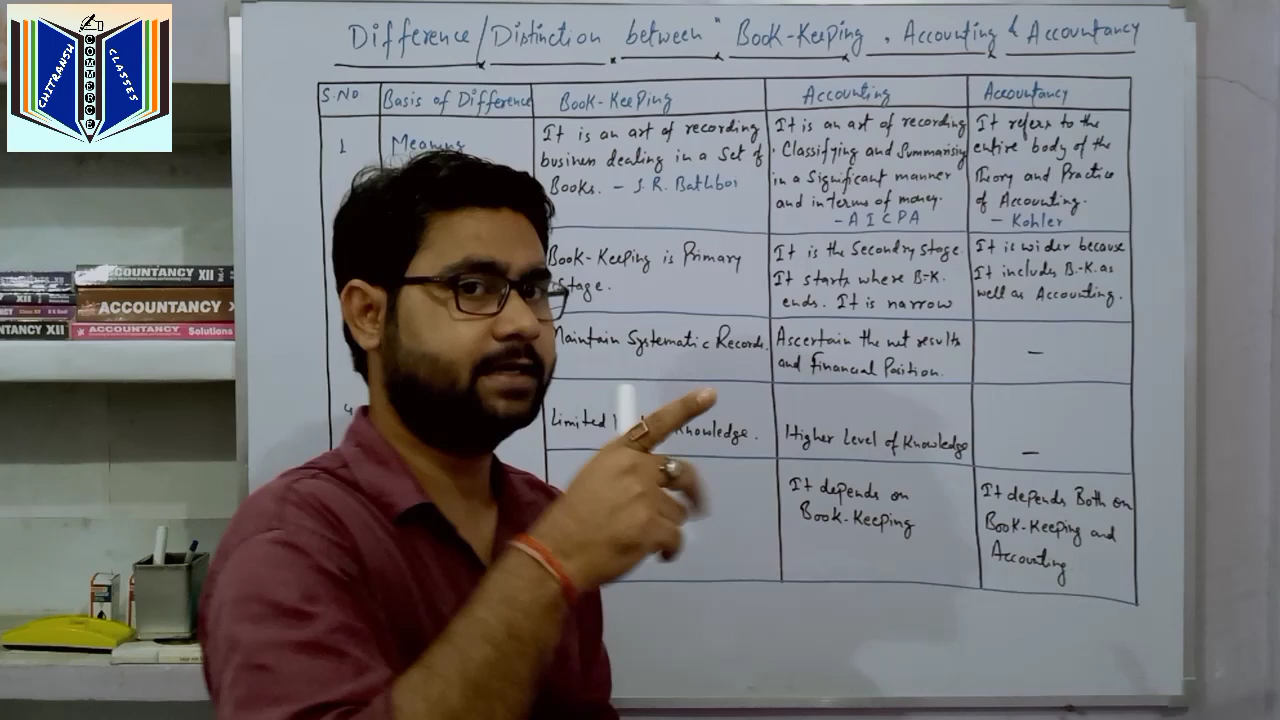 CHITRANSH
COMMERCE
CLASSES
Difference/Distinction between "Book-Keeping, Accounting & Accountancy
S.No
Basis of Difference
Book-Keeping
Accounting
Accountancy
1
Meaning
It is an art of recording
business dealing in a Set of
Books. -
It is an art of recording
, Classifying and Summarising
in a Significant manner
and in terms of money.
- AICPA
It refers to the
entire body of the
Theory and Practice
of Accounting.
- Kohler
Book-Keeping is Primary
Stage.
It is the Secondry Stage.
It starts where B-K.
ends. It is narrow
It is wider because
It includes B-K. as
well as Accounting.
Maintain Systematic Records.
Ascertain the net results
and Financial Position.
-
4
Limited Knowledge.
Higher Level of Knowledge
-
It depends on
Book-Keeping
It depends Both on
Book-Keeping and
Accounting
ACCOUNTANCY XII
XII
ACCOUNTANCY X
ACCOUNTANCY XII
ACCOUNTANCY Solutions